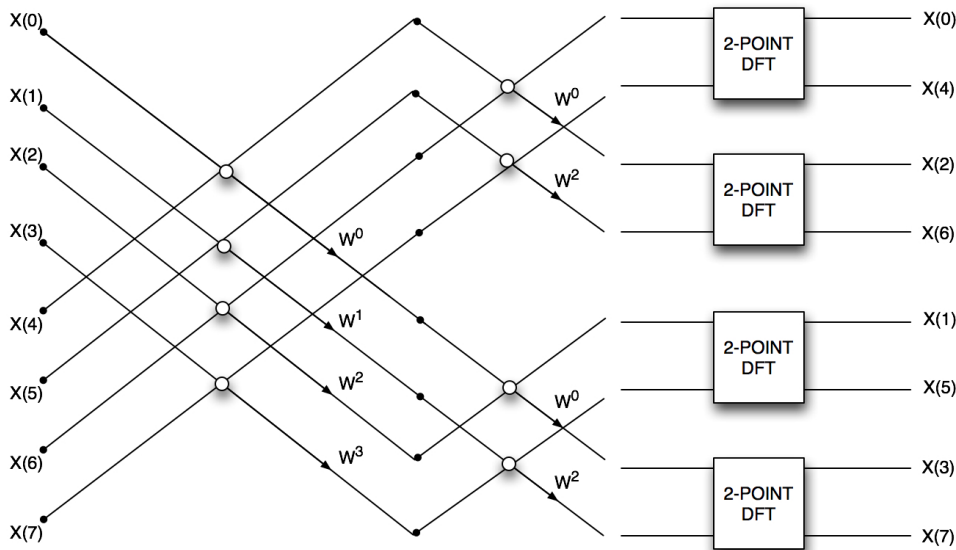 X(0)
X(1)
X(2)
X(3)
X(4)
X(5)
X(6)
X(7)
W⁰
W¹
W²
W³
W⁰
W²
W⁰
W²
2-POINT
DFT
2-POINT
DFT
2-POINT
DFT
2-POINT
DFT
X(0)
X(4)
X(2)
X(6)
X(1)
X(5)
X(3)
X(7)